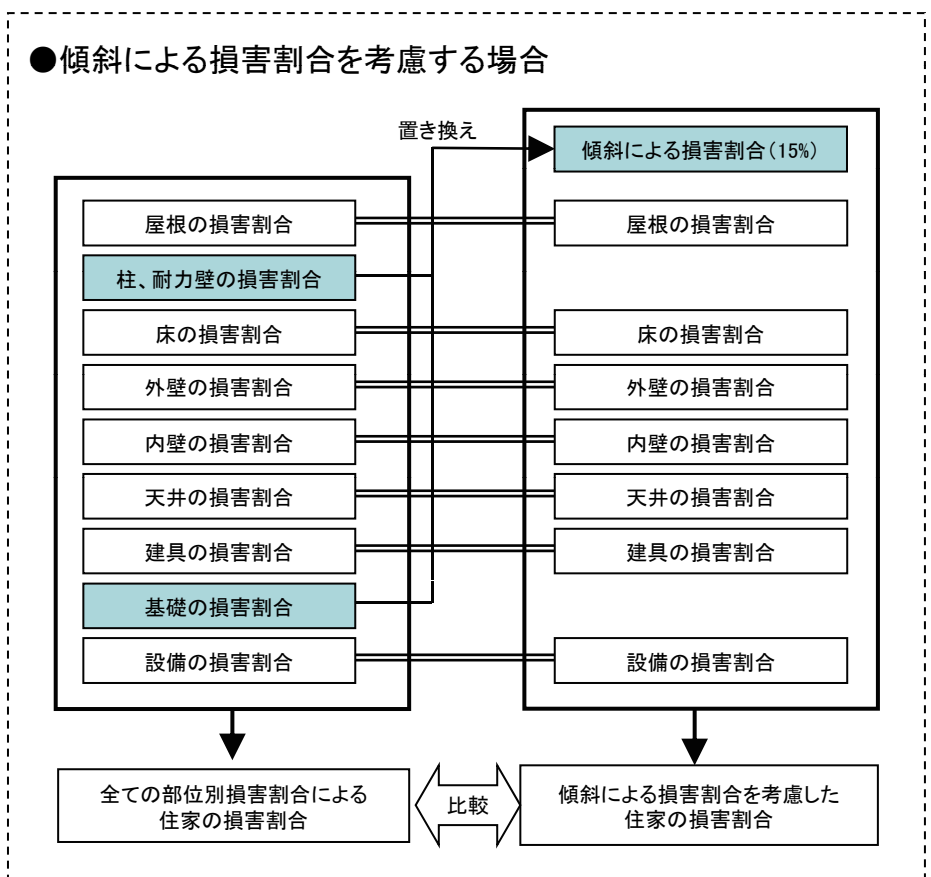 ●傾斜による損害割合を考慮する場合
置き換え
屋根の損害割合
柱、耐力壁の損害割合
床の損害割合
外壁の損害割合
内壁の損害割合
天井の損害割合
建具の損害割合
基礎の損害割合
設備の損害割合
傾斜による損害割合(15%)
屋根の損害割合
床の損害割合
外壁の損害割合
内壁の損害割合
天井の損害割合
建具の損害割合
設備の損害割合
全ての部位別損害割合による
住家の損害割合
比較
傾斜による損害割合を考慮した
住家の損害割合